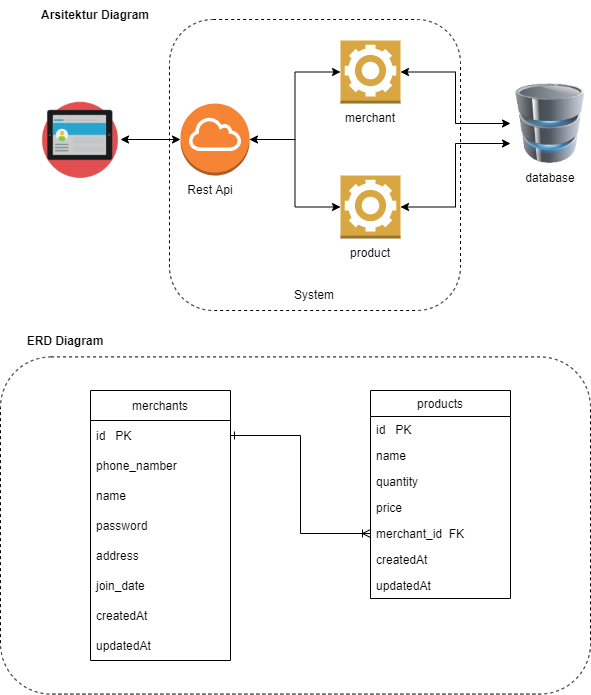 Arsitektur Diagram
merchant
Rest Api
database
product
System
ERD Diagram
merchants
id PK
phone_namber
name
password
address
join_date
createdAt
updatedAt
products
id PK
name
quantity
price
merchant_id FK
createdAt
updatedAt